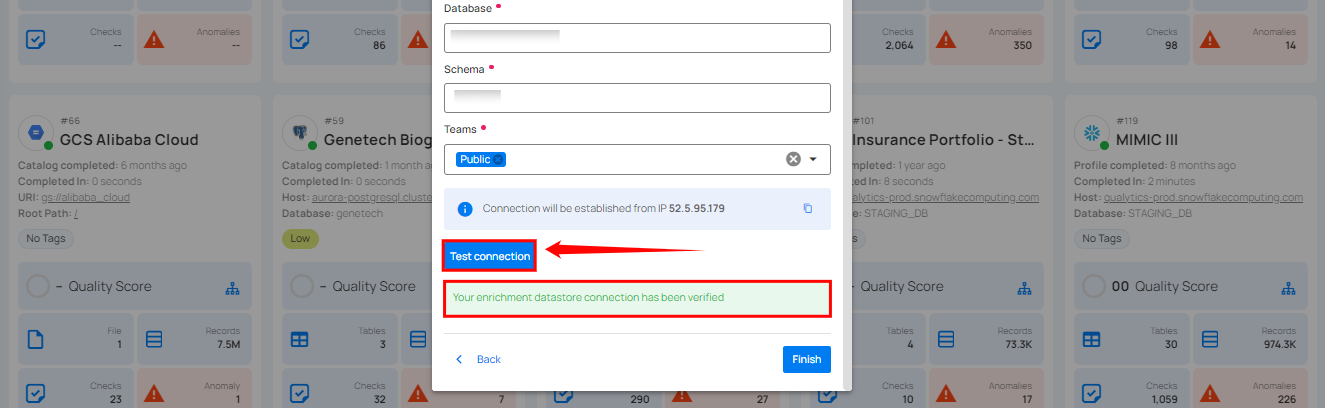 Database
Schema
Teams
Public
Connection will be established from IP 52.5.95.179
Test connection
Your enrichment datastore connection has been verified
Back
Finish
Checks
--
Anomalies
--
Checks
86
Checks
2,064
Anomalies
350
Checks
98
Anomalies
14
#66
GCS Alibaba Cloud
Catalog completed: 6 months ago
Completed In: 0 seconds
URI: gs://alibaba_cloud
Root Path: /
No Tags
– Quality Score
File
1
Records
7.5M
Checks
23
Anomaly
1
#59
Genetech Biog
Catalog completed: 1 month a
Completed In: 0 seconds
Host: aurora-postgresql.cluste
Database: genetech
Low
– Quality Score
Tables
3
Checks
32
7
290
27
#101
Insurance Portfolio - St...
completed: 1 year ago
In: 8 seconds
qualytics-prod.snowflakecomputing.com
STAGING_DB
Quality Score
Tables
4
Records
73.3K
Checks
10
Anomalies
17
#119
MIMIC III
Profile completed: 8 months ago
Completed In: 2 minutes
Host: qualytics-prod.snowflakecomputing.com
Database: STAGING_DB
No Tags
00 Quality Score
Tables
30
Records
974.3K
Checks
1,059
Anomalies
226